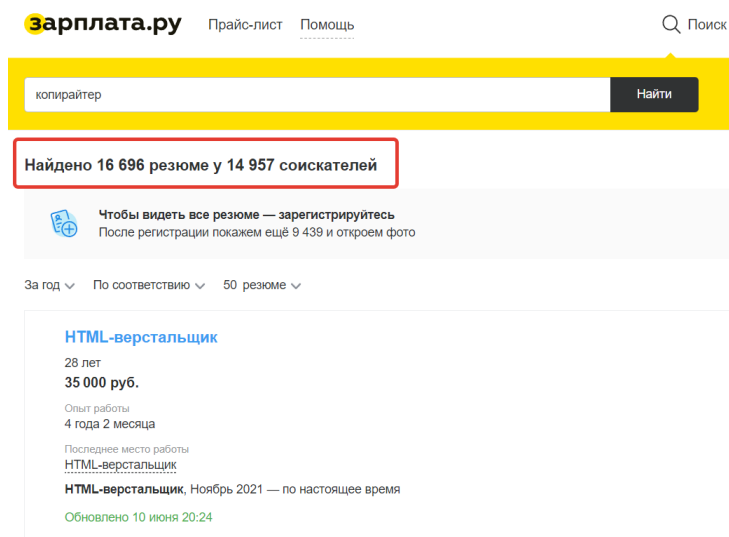 зарплата.ру Прайс-лист Помощь Поиск
копирайтер Найти
Найдено 16 696 резюме у 14 957 соискателей
Чтобы видеть все резюме — зарегистрируйтесь
После регистрации покажем ещё 9 439 и откроем фото
За год По соответствию 50 резюме
HTML-верстальщик
28 лет
35 000 руб.
Опыт работы
4 года 2 месяца
Последнее место работы
HTML-верстальщик
HTML-верстальщик, Ноябрь 2021 — по настоящее время
Обновлено 10 июня 20:24